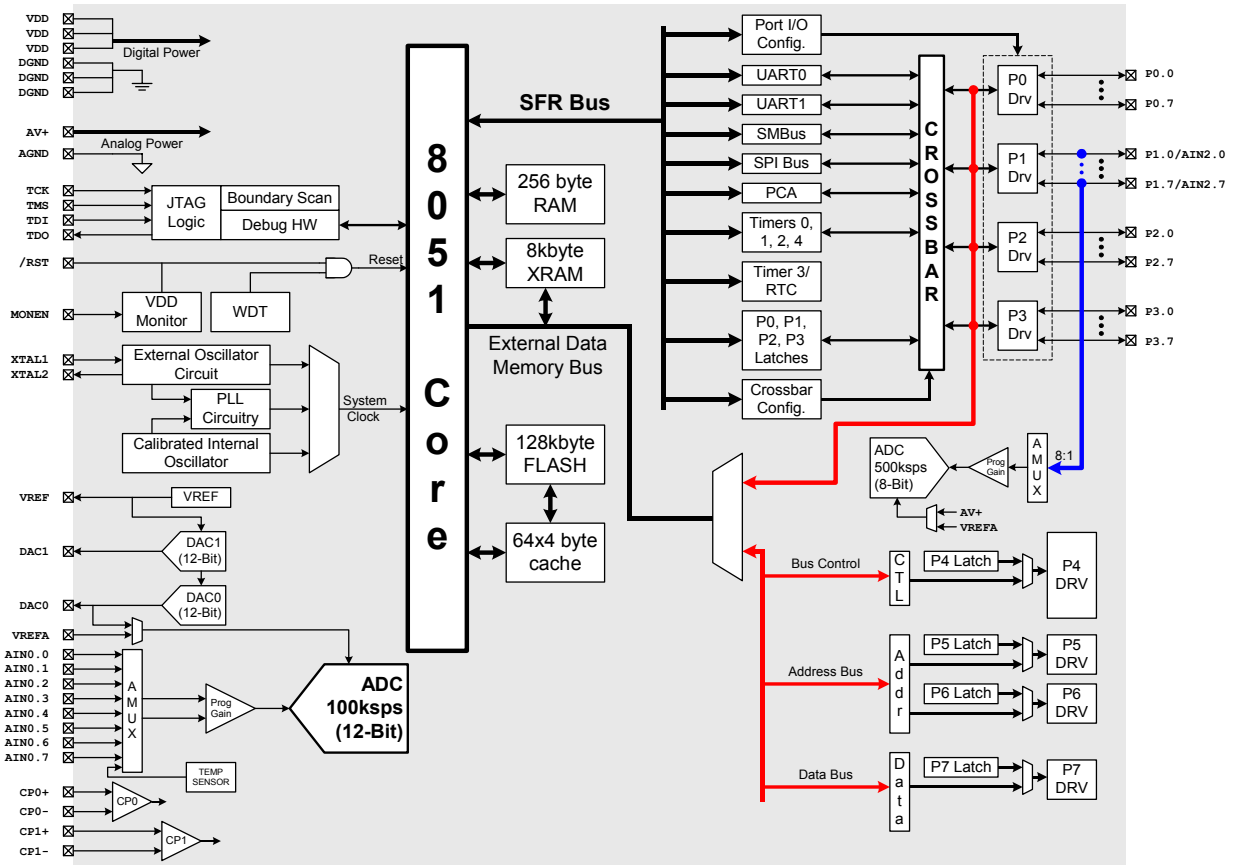 VDD
VDD
VDD
Digital Power
DGND
DGND
DGND
AV+
Analog Power
AGND
TCK
TMS
TDI
TDO
JTAG
Logic
Boundary Scan
Debug HW
/RST
Reset
MONEN
VDD
Monitor
WDT
XTAL1
XTAL2
External Oscillator
Circuit
PLL
Circuitry
Calibrated Internal
Oscillator
System
Clock
VREF
VREF
DAC1
DAC1
(12-Bit)
DAC0
DAC0
(12-Bit)
VREFA
AIN0.0
AIN0.1
AIN0.2
AIN0.3
AIN0.4
AIN0.5
AIN0.6
AIN0.7
AMUX
Prog
Gain
ADC
100ksps
(12-Bit)
TEMP
SENSOR
CP0+
CP0-
CP0
CP1+
CP1-
CP1
8051 Core
SFR Bus
256 byte
RAM
8kbyte
XRAM
External Data
Memory Bus
128kbyte
FLASH
64x4 byte
cache
Port I/O
Config.
UART0
UART1
SMBus
SPI Bus
PCA
Timers 0,
1, 2, 4
Timer 3/
RTC
P0, P1,
P2, P3
Latches
Crossbar
Config.
CROSSBAR
P0
Drv
P1
Drv
P2
Drv
P3
Drv
P0.0
P0.7
P1.0/AIN2.0
P1.7/AIN2.7
P2.0
P2.7
P3.0
P3.7
ADC
500ksps
(8-Bit)
Prog
Gain
AMUX
8:1
AV+
VREFA
Bus Control
CTL
P4 Latch
P4
DRV
Address Bus
Addr
P5 Latch
P5
DRV
P6 Latch
P6
DRV
Data Bus
Data
P7 Latch
P7
DRV